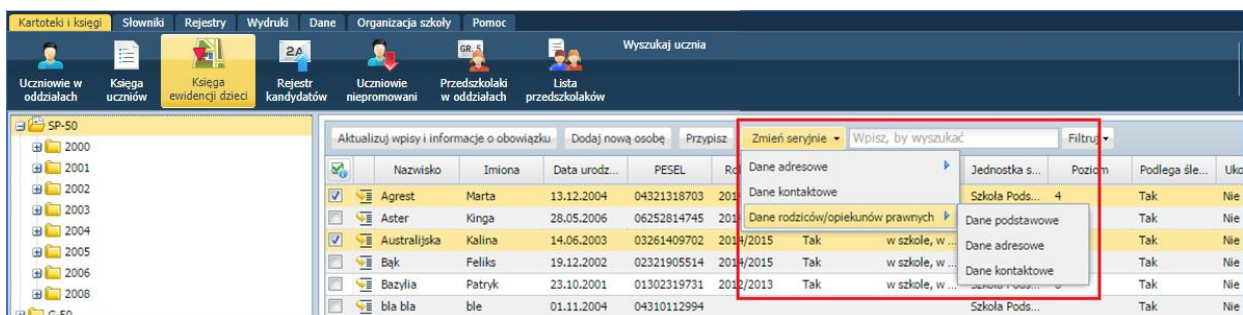 Kartoteki i księgi Słowniki Rejestry Wydruki Dane Organizacja szkoły Pomoc
Wyszukaj ucznia
Uczniowie w oddziałach Księga uczniów Księga ewidencji dzieci 2A Rejestr kandydatów Uczniowie niepromowani GR. 5 Przedszkolaki w oddziałach Lista przedszkolaków
SP-50
2000
2001
2002
2003
2004
2005
2006
2008
G-50
Aktualizuj wpisy i informacje o obowiązku Dodaj nową osobę Przypisz Zmień seryjnie Wpisz, by wyszukać Filtruj
Nazwisko Imiona Data urodz... PESEL Jednostka s... Poziom Podlega śle...
Agrest Marta 13.12.2004 04321318703 Szkoła Pods... 4 Tak Nie
Aster Kinga 28.05.2006 06252814745 Tak Nie
Australijska Kalina 14.06.2003 03261409702 2014/2015 Tak w szkole, w ... Tak Nie
Bąk Feliks 19.12.2002 02321905514 2014/2015 Tak w szkole, w ... Tak Nie
Bazylia Patryk 23.10.2001 01302319731 2012/2013 Tak w szkole, w ... Tak Nie
bla bla ble 01.11.2004 04310112994 Szkoła Pods... Tak Nie
Dane adresowe
Dane kontaktowe
Dane rodziców/opiekunów prawnych
Dane podstawowe
Dane adresowe
Dane kontaktowe